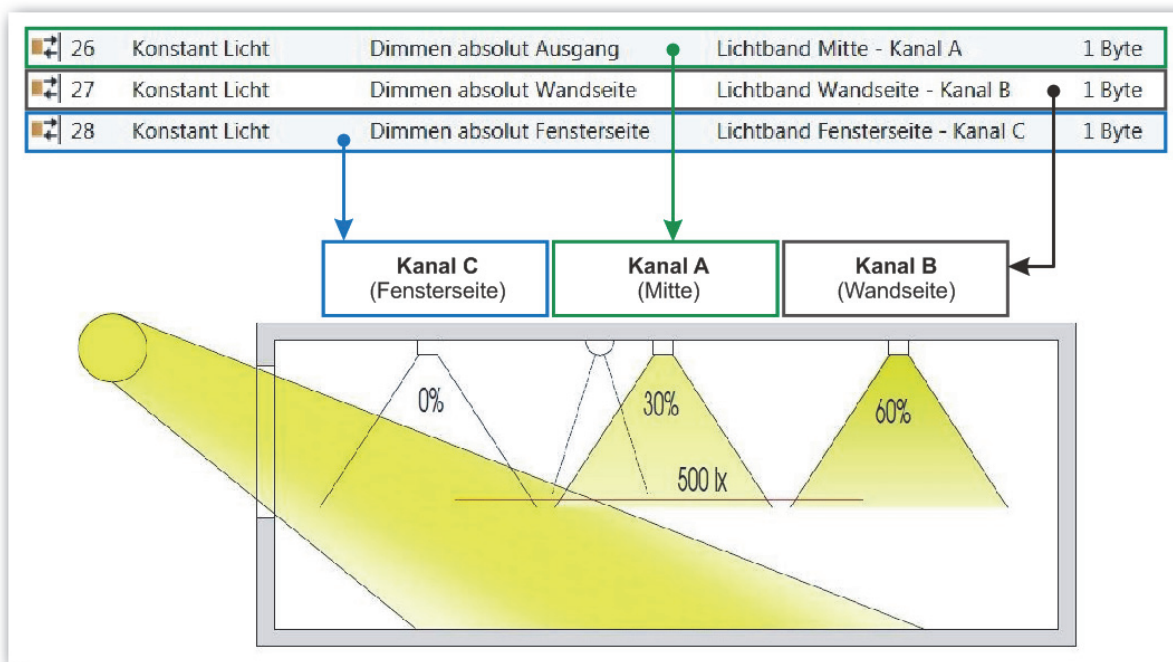 26 Konstant Licht Dimmen absolut Ausgang Lichtband Mitte - Kanal A 1 Byte
27 Konstant Licht Dimmen absolut Wandseite Lichtband Wandseite - Kanal B 1 Byte
28 Konstant Licht Dimmen absolut Fensterseite Lichtband Fensterseite - Kanal C 1 Byte
Kanal C
(Fensterseite)
Kanal A
(Mitte)
Kanal B
(Wandseite)
0%
30%
60%
500 lx